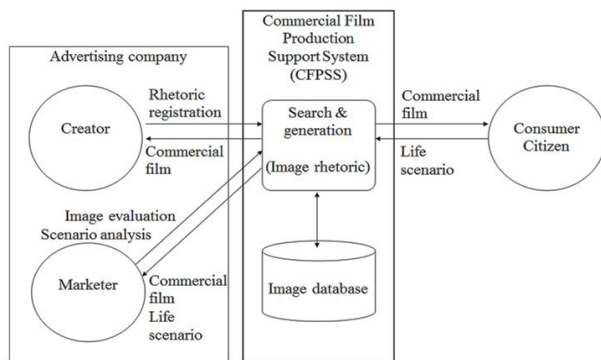 Commercial Film
Production
Support System
(CFPSS)
Advertising company
Creator
Rhetoric
registration
Commercial
film
Search &
generation
(Image rhetoric)
Commercial
film
Life
scenario
Consumer
Citizen
Image evaluation
Scenario analysis
Marketer
Commercial
film
Life
scenario
Image database